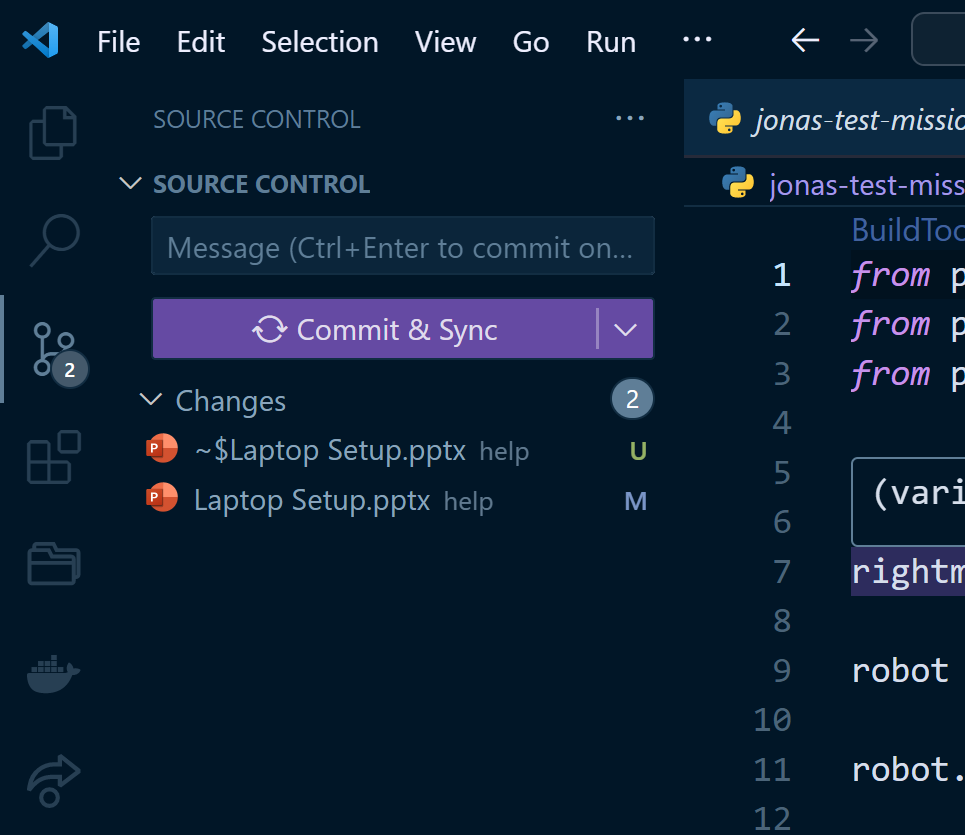 File Edit Selection View Go Run ...
SOURCE CONTROL ...
SOURCE CONTROL
Message (Ctrl+Enter to commit on...
Commit & Sync
Changes 2
~$Laptop Setup.pptx help U
Laptop Setup.pptx help M
2
jonas-test-missio
jonas-test-miss
BuildToo
1 from p
2 from p
3 from p
4
5
(vari
6
7 rightm
8
9 robot
10
11 robot.
12